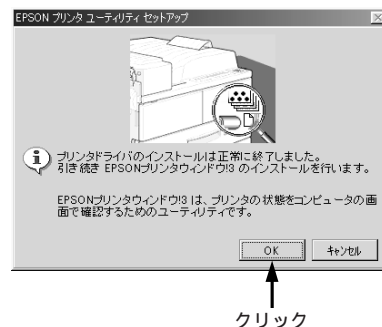 EPSON プリンタ ユーティリティ セットアップ
プリンタドライバのインストールは正常に終了しました。
引き続き EPSONプリンタウィンドウ!3 のインストールを行います。
EPSONプリンタウィンドウ!3 は、プリンタの状態をコンピュータの画
面で確認するためのユーティリティです。
OK
キャンセル
クリック